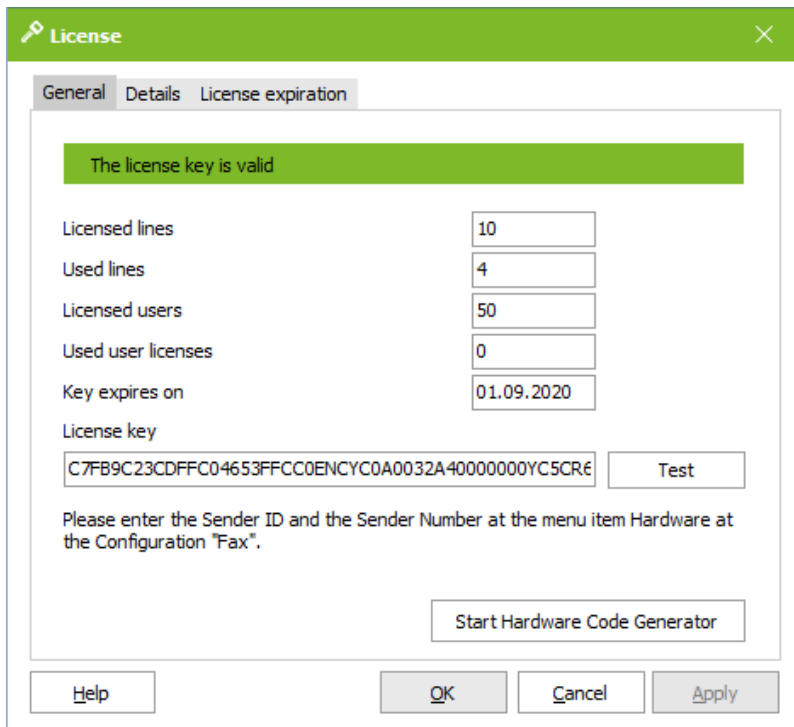 License
General Details License expiration
The license key is valid
Licensed lines 10
Used lines 4
Licensed users 50
Used user licenses 0
Key expires on 01.09.2020
License key
C7FB9C23CDFFC04653FFCC0ENCYC0A0032A40000000YC5CR6 Test
Please enter the Sender ID and the Sender Number at the menu item Hardware at
the Configuration "Fax".
Start Hardware Code Generator
Help OK Cancel Apply